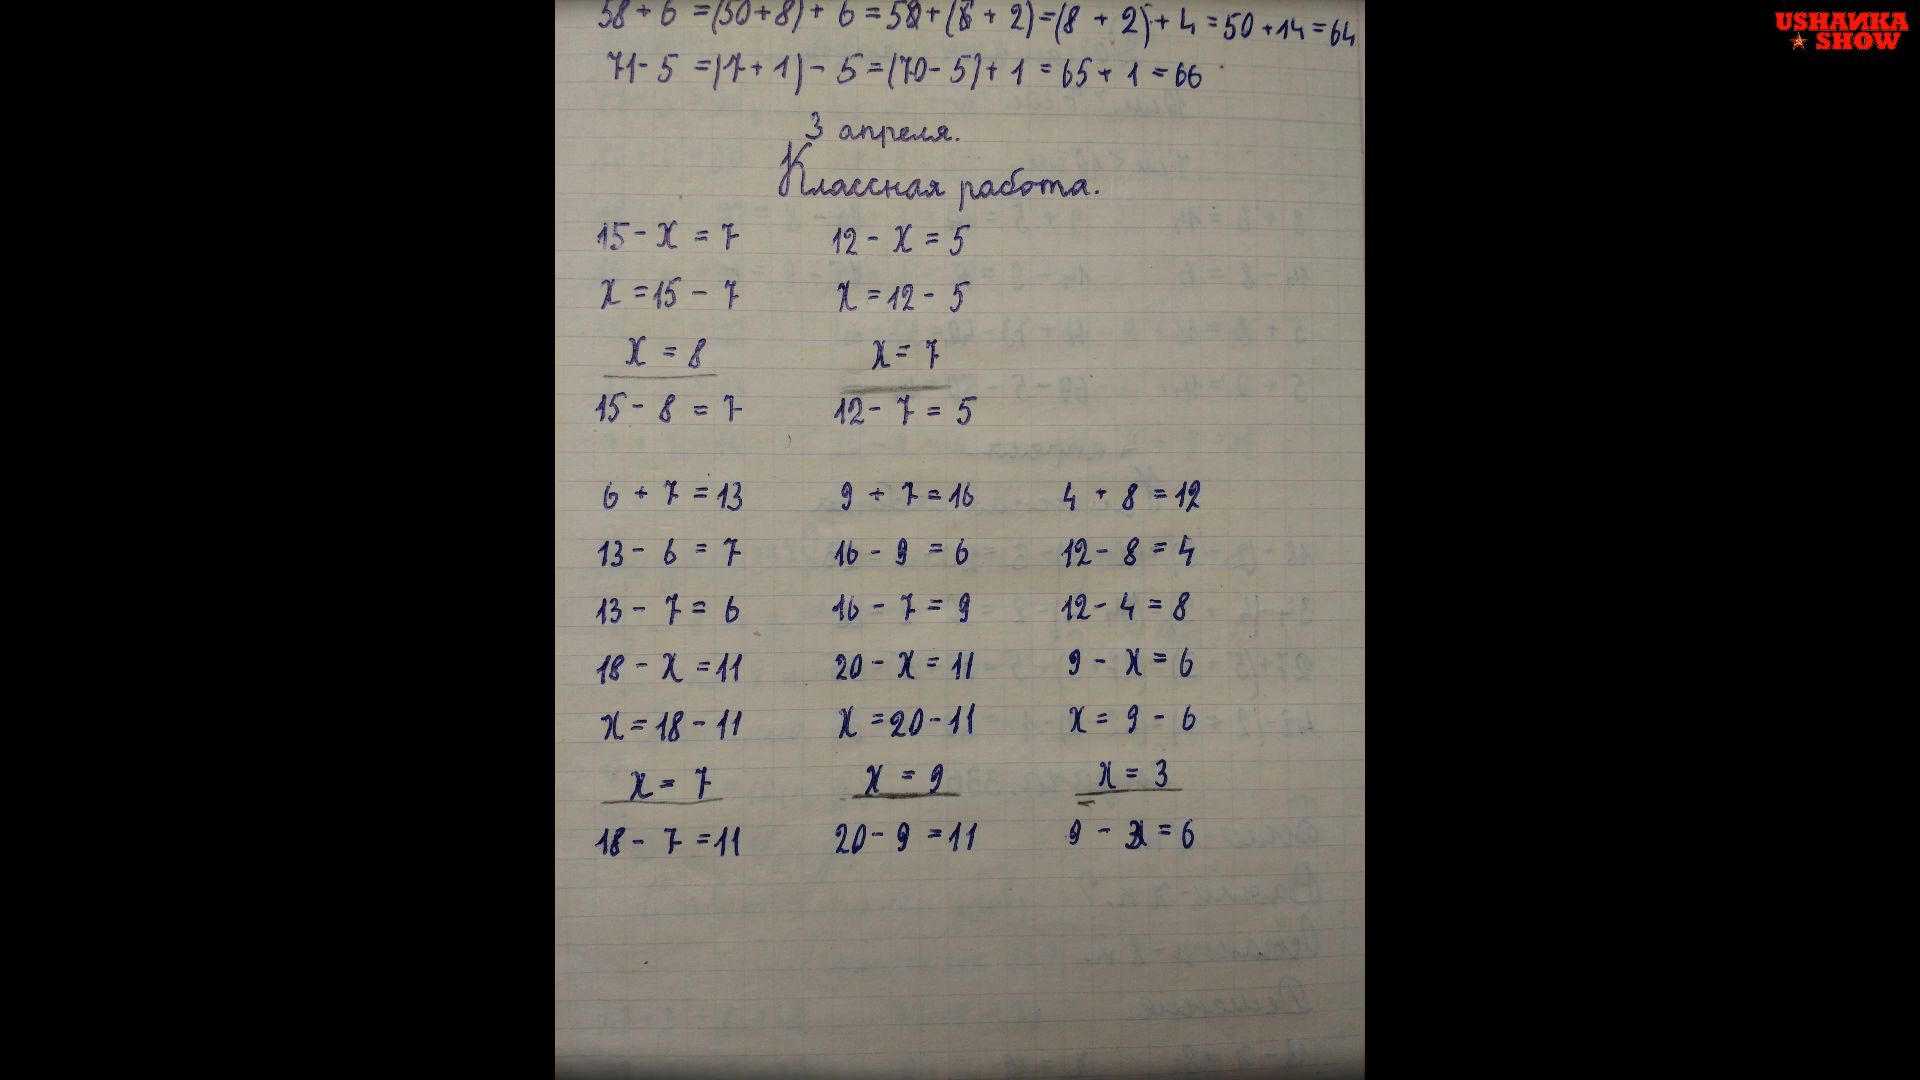 USHANKA
SHOW
58 + 6 = (50 + 8) + 6 = 50 + (6 + 2) = (8 + 2) + 4 = 50 + 14 = 64
71 - 5 = (7 + 1) - 5 = (70 - 5) + 1 = 65 + 1 = 66
3 апреля.
Классная работа.
15 - x = 7 12 - x = 5
x = 15 - 7 x = 12 - 5
x = 8 x = 7
15 - 8 = 7 12 - 7 = 5
6 + 7 = 13 9 + 7 = 16 4 + 8 = 12
13 - 6 = 7 16 - 9 = 6 12 - 8 = 4
13 - 7 = 6 16 - 7 = 9 12 - 4 = 8
18 - x = 11 20 - x = 11 9 - x = 6
x = 18 - 11 x = 20 - 11 x = 9 - 6
x = 7 x = 9 x = 3
18 - 7 = 11 20 - 9 = 11 9 - 3 = 6